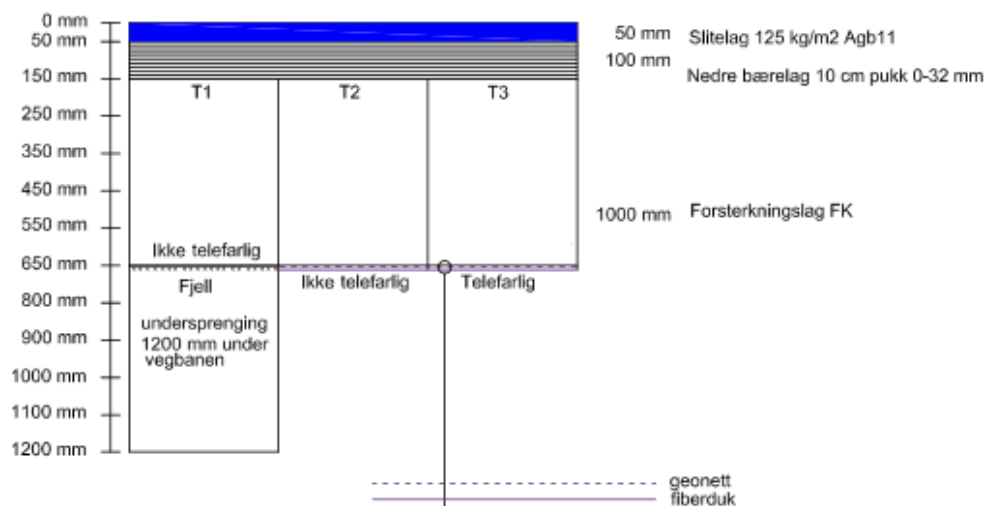 0 mm
50 mm
150 mm
250 mm
350 mm
450 mm
550 mm
650 mm
800 mm
900 mm
1000 mm
1100 mm
1200 mm
T1
T2
T3
Ikke telefarlig
Fjell
undersprenging
1200 mm under
vegbanen
Ikke telefarlig
Telefarlig
50 mm Slitelag 125 kg/m2 Agb11
100 mm
Nedre bærelag 10 cm pukk 0-32 mm
1000 mm Forsterkningslag FK
geonett
fiberduk